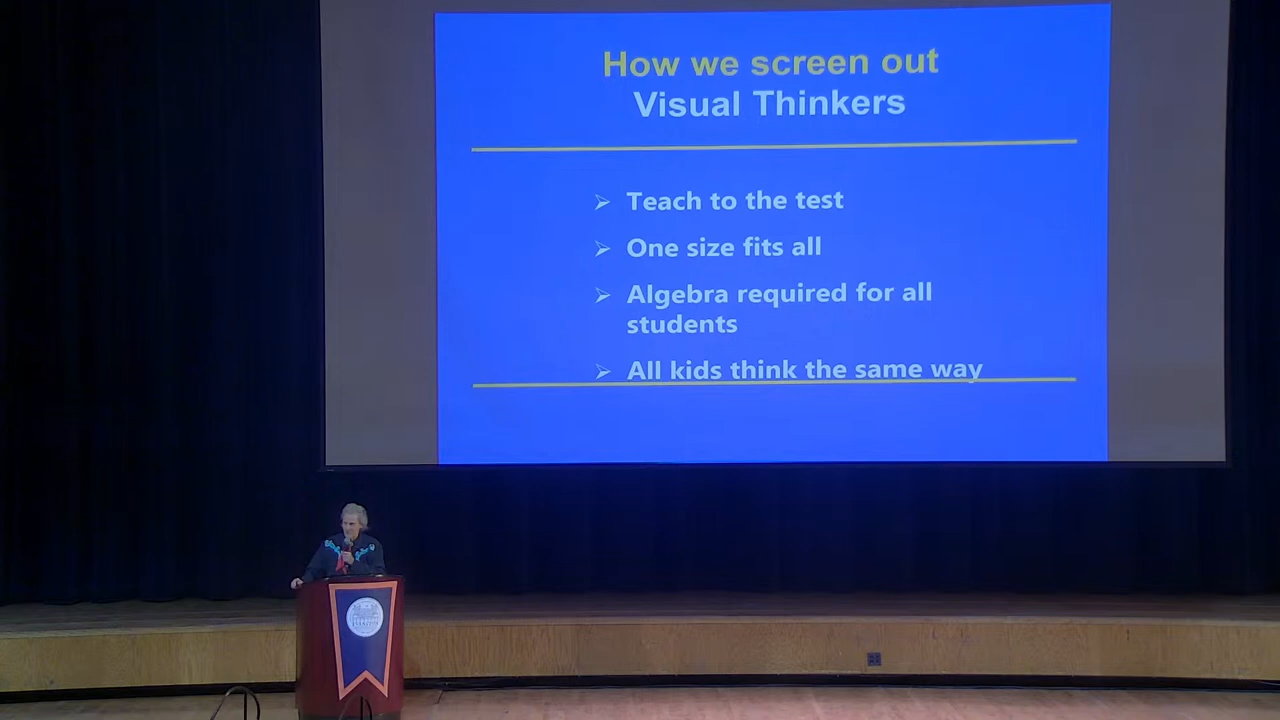 How we screen out
Visual Thinkers
Teach to the test
One size fits all
Algebra required for all
students
All kids think the same way